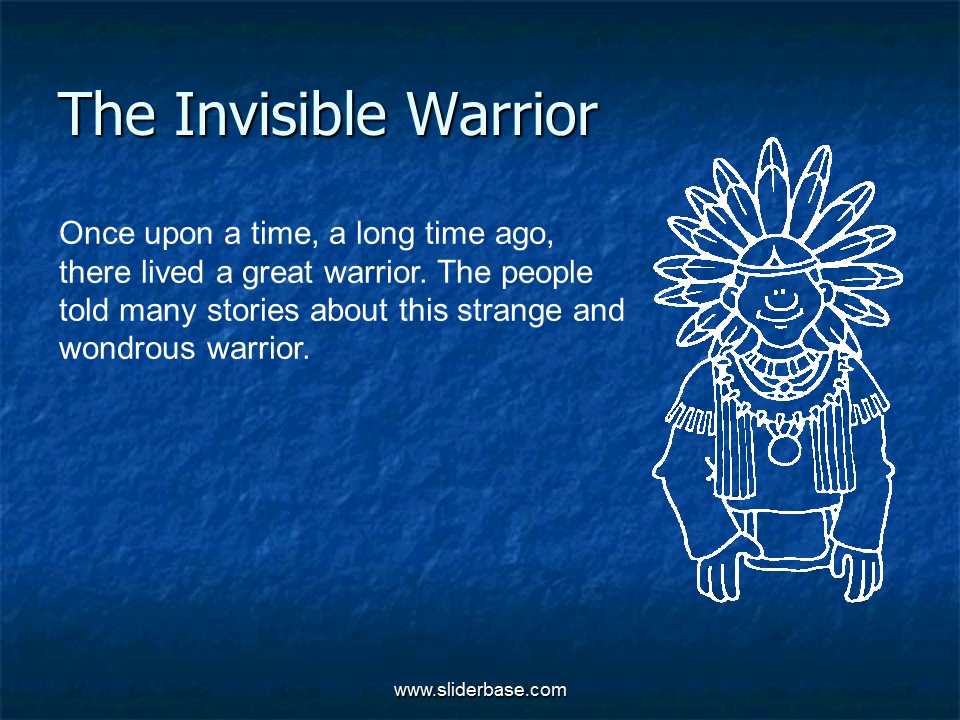 The Invisible Warrior
Once upon a time, a long time ago,
there lived a great warrior. The people
told many stories about this strange and
wondrous warrior.
www.sliderbase.com